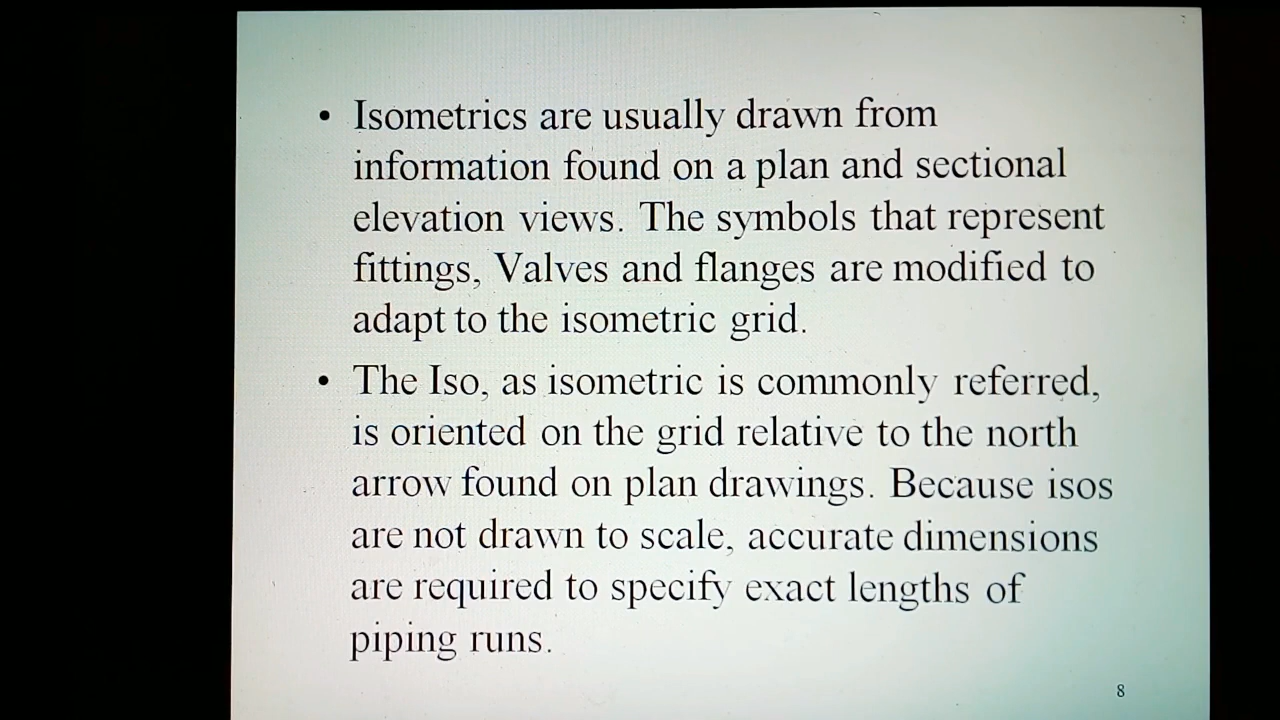 • Isometrics are usually drawn from
information found on a plan and sectional
elevation views. The symbols that represent
fittings, Valves and flanges are modified to
adapt to the isometric grid.
• The Iso, as isometric is commonly referred,
is oriented on the grid relative to the north
arrow found on plan drawings. Because isos
are not drawn to scale, accurate dimensions
are required to specify exact lengths of
piping runs.
8